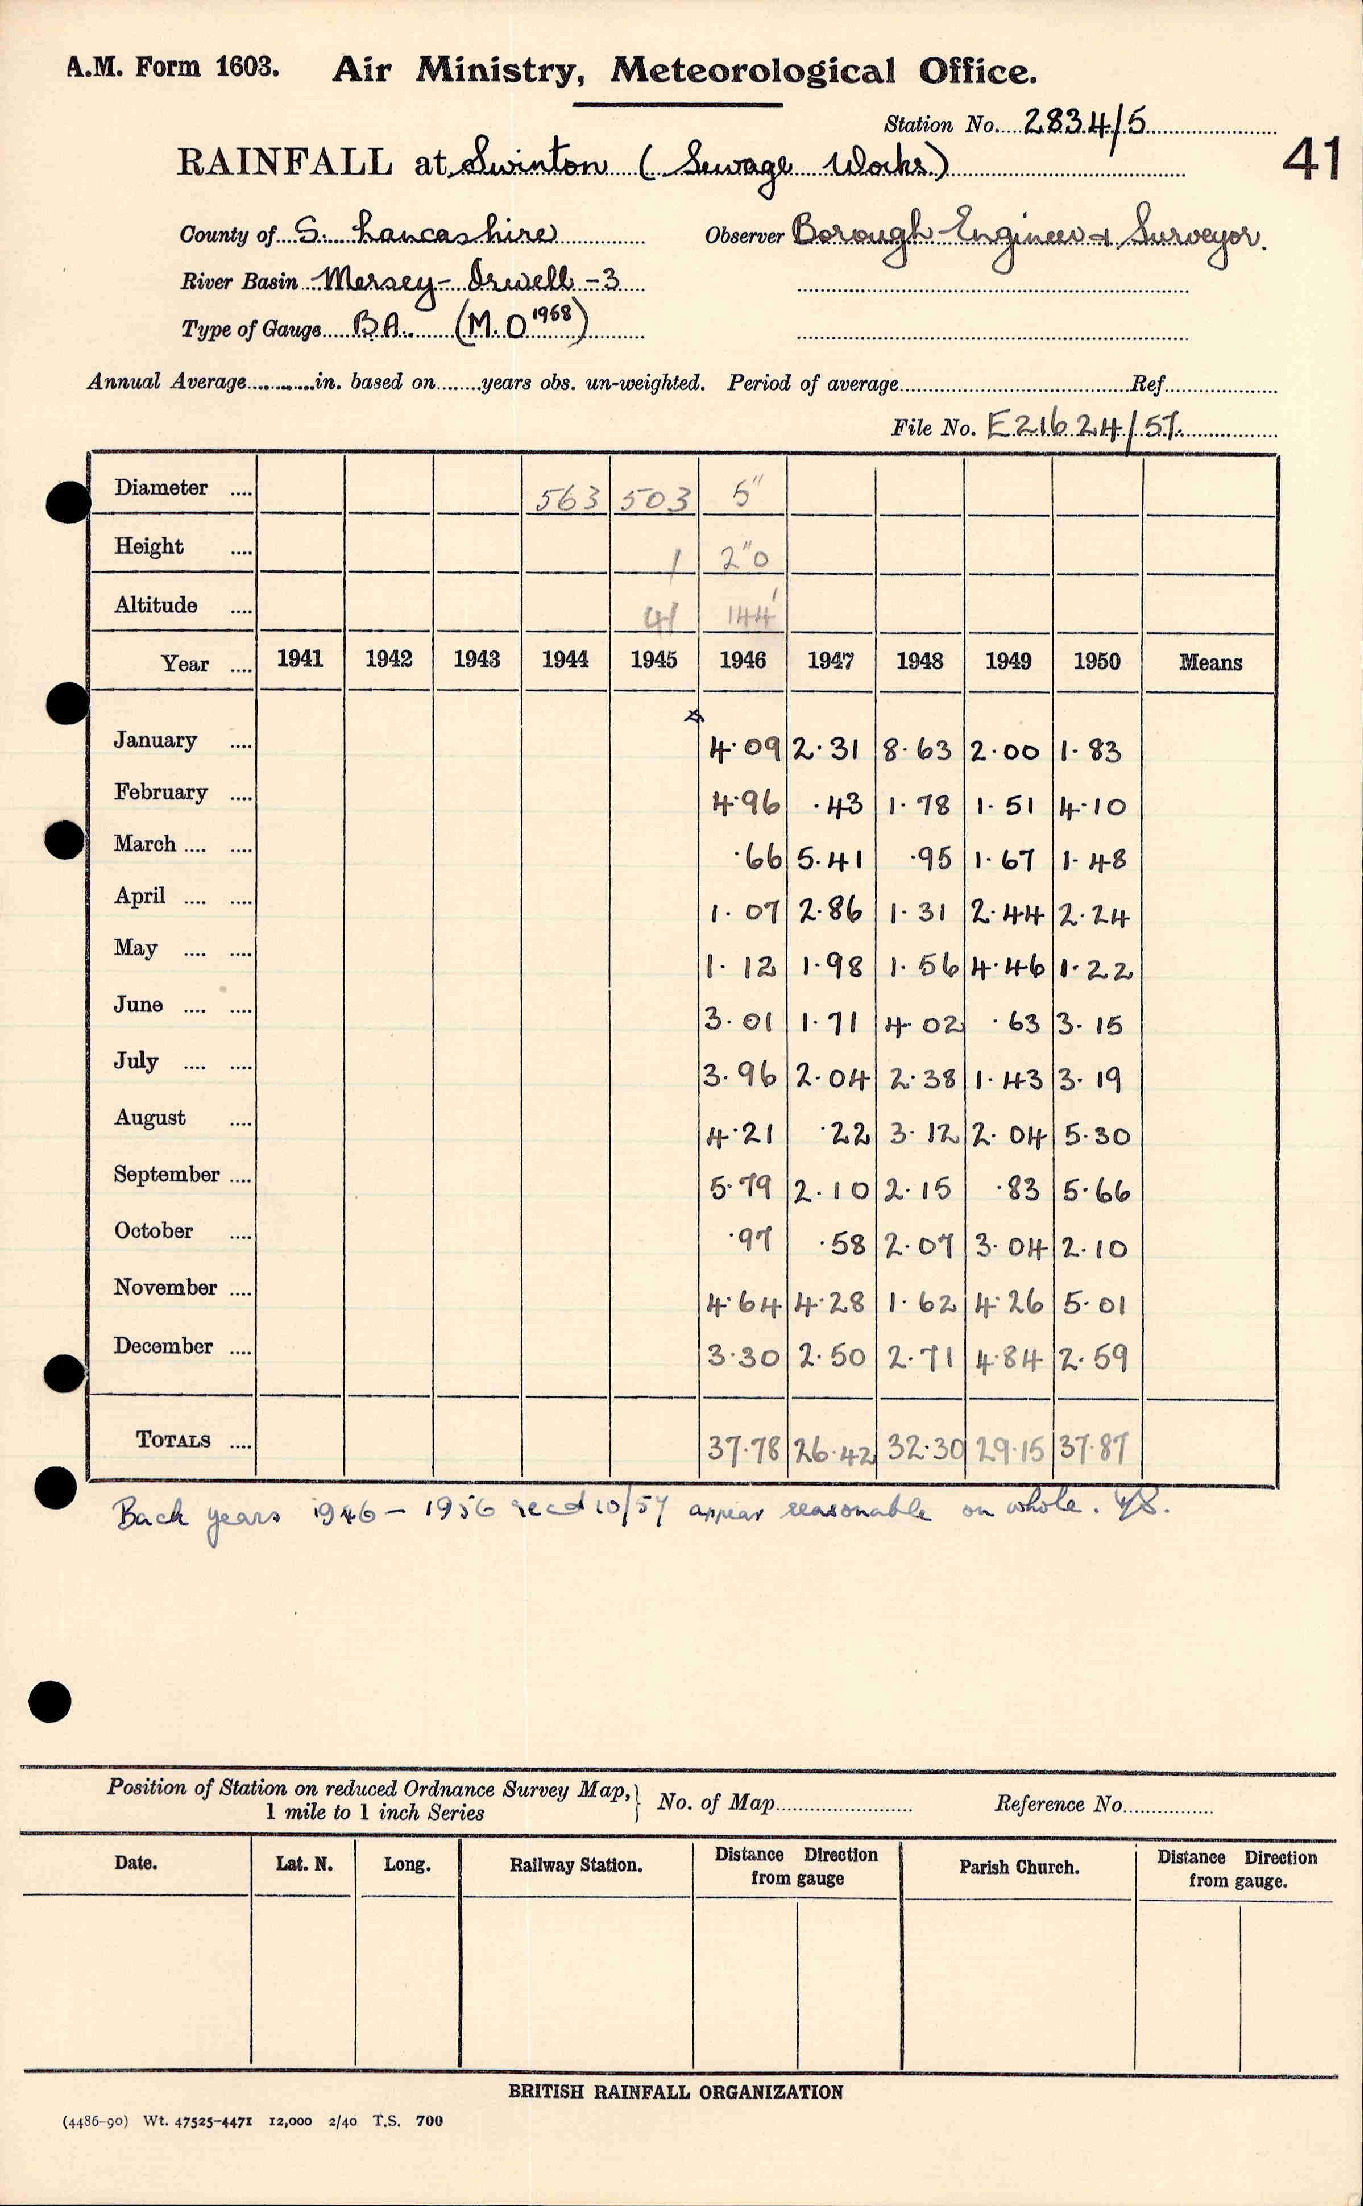 A.M. Form 1603. Air Ministry, Meteorological Office.
Station No. 2834/5
41
RAINFALL at Swinton (Sewage Works)
County of S. Lancashire Observer Borough Engineer & Surveyor.
River Basin Mersey - Irwell - 3
Type of Gauge B.A. (M.O 1968)
Annual Average in. based on years obs. un-weighted. Period of average Ref
File No. E21624/57.
Diameter .... 563 503 5"
Height .... 1 2"0
Altitude .... 41 144'
Year .... 1941 1942 1943 1944 1945 1946 1947 1948 1949 1950 Means
January .... 4.09 2.31 8.63 2.00 1.83
February .... 4.96 .43 1.78 1.51 4.10
March .... .... .66 5.41 .95 1.67 1.48
April .... .... 1.07 2.86 1.31 2.44 2.24
May .... .... 1.12 1.98 1.56 4.46 1.22
June .... .... 3.01 1.71 4.02 .63 3.15
July .... .... 3.96 2.04 2.38 1.43 3.19
August .... 4.21 .22 3.12 2.04 5.30
September .... 5.79 2.10 2.15 .83 5.66
October .... .97 .58 2.07 3.04 2.10
November .... 4.64 4.28 1.62 4.26 5.01
December .... 3.30 2.50 2.71 4.84 2.59
TOTALS .... 37.78 26.42 32.30 29.15 37.87
Back years 1946 - 1956 recd 10/57 appear reasonable on whole.
Position of Station on reduced Ordnance Survey Map,
1 mile to 1 inch Series
} No. of Map Reference No.
Date. Lat. N. Long. Railway Station. Distance Direction from gauge Parish Church. Distance Direction from gauge.
BRITISH RAINFALL ORGANIZATION
(4486-90) Wt. 47525-4471 12,000 2/40 T.S. 700